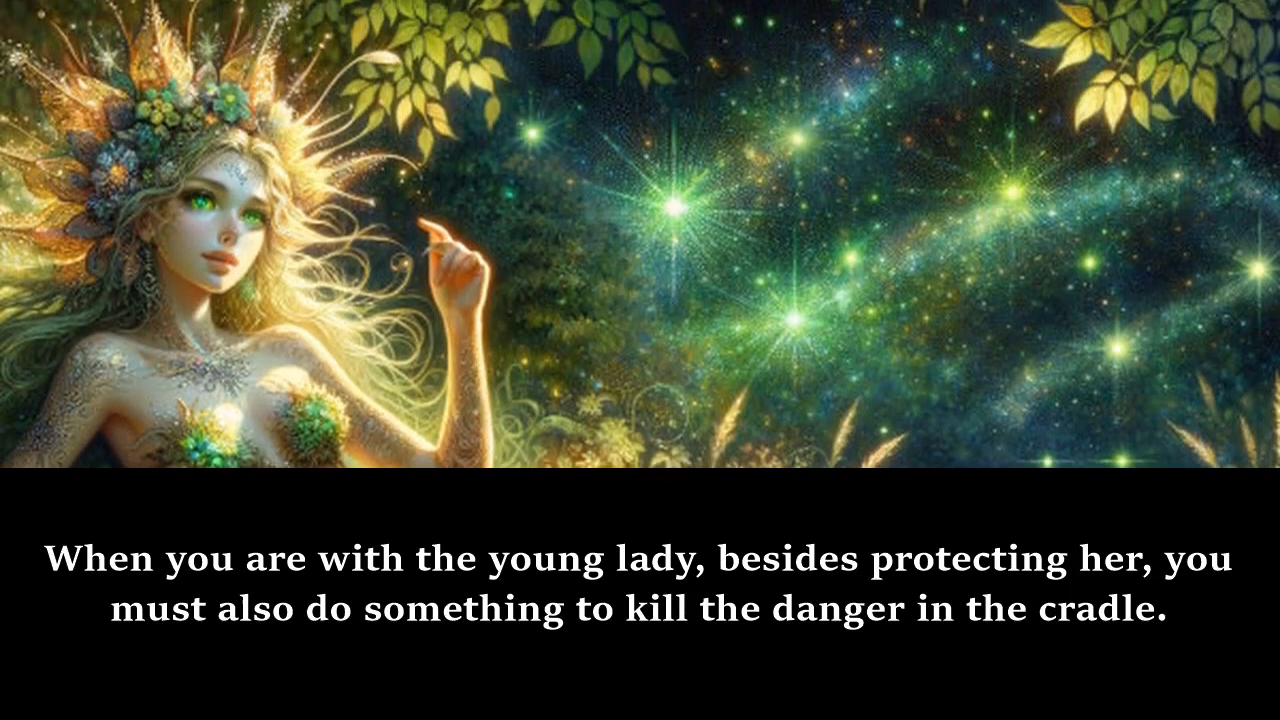 When you are with the young lady, besides protecting her, you
must also do something to kill the danger in the cradle.